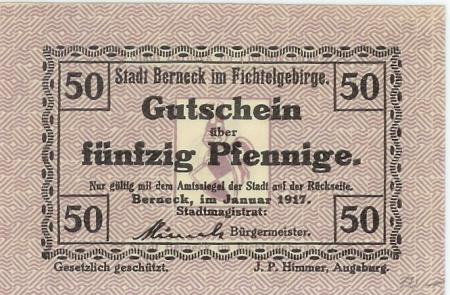 50 Stadt Berneck im Fichtelgebirge. 50
Gutschein
über
fünfzig Pfennige.
Nur gültig mit dem Amtssiegel der Stadt auf der Rückseite.
Berneck, im Januar 1917.
Stadtmagistrat:
50 Bürgermeister. 50
Gesetzlich geschützt. J. P. Himmer, Augsburg.